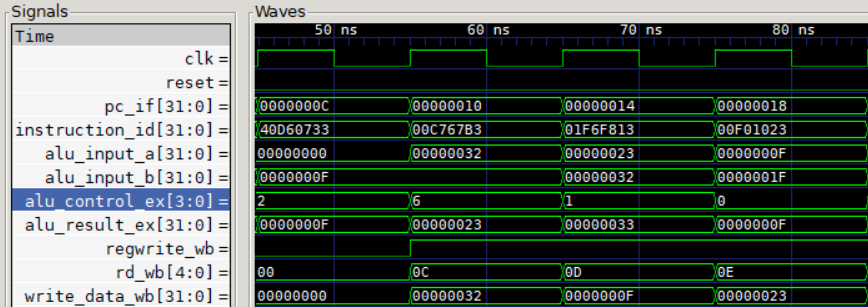 Signals
Waves
Time
50 ns 60 ns 70 ns 80 ns
clk =
reset =
pc_if[31:0] = 0000000C 00000010 00000014 00000018
instruction_id[31:0] = 40D60733 00C767B3 01F6F813 00F01023
alu_input_a[31:0] = 00000000 00000032 00000023 0000000F
alu_input_b[31:0] = 0000000F 00000032 0000001F
alu_control_ex[3:0] = 2 6 1 0
alu_result_ex[31:0] = 0000000F 00000023 00000033 0000000F
regwrite_wb =
rd_wb[4:0] = 00 0C 0D 0E
write_data_wb[31:0] = 00000000 00000032 0000000F 00000023